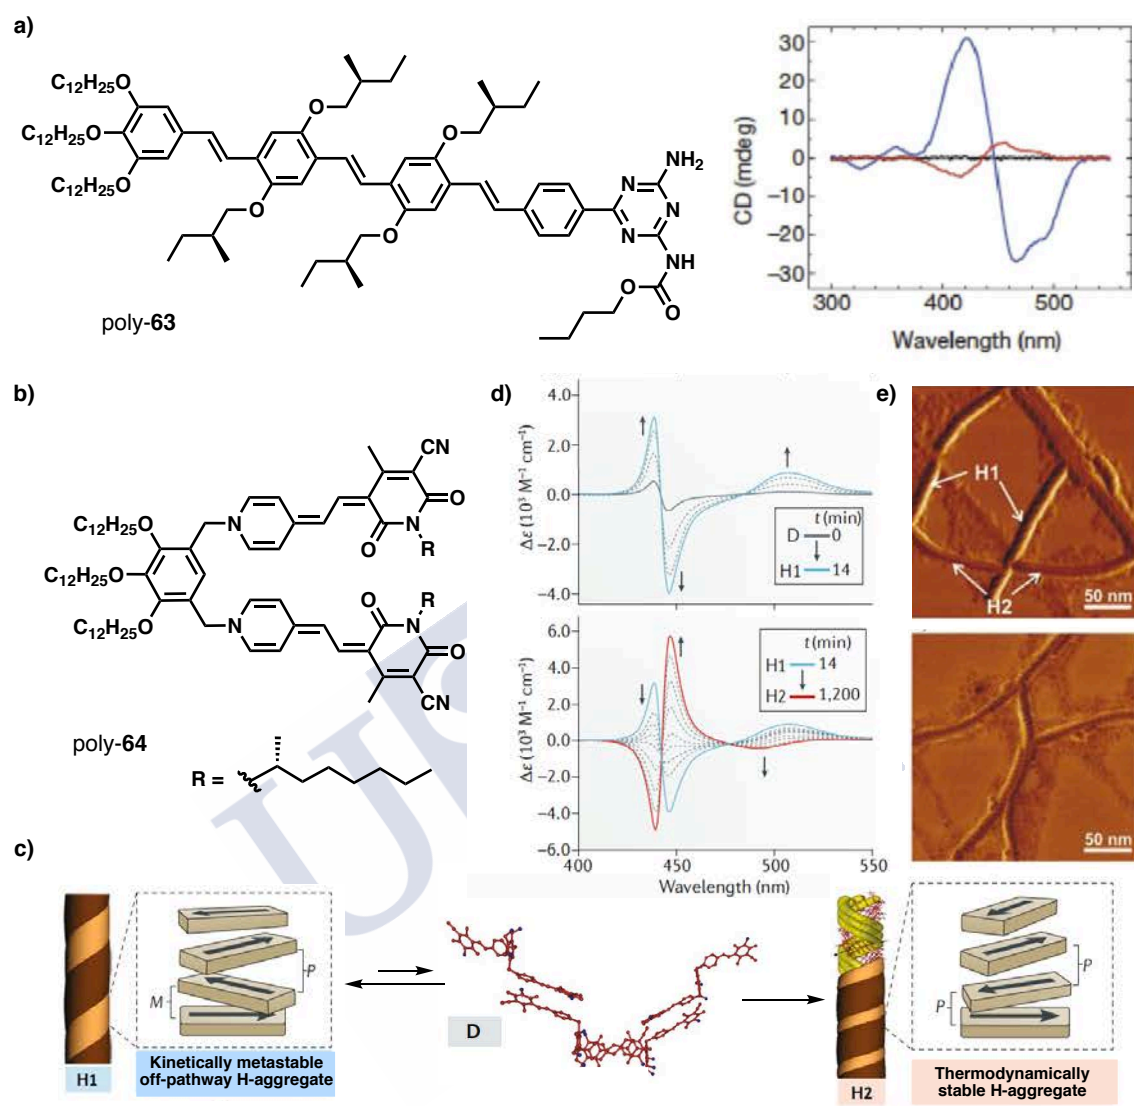 a)
C12H25O
C12H25O
C12H25O
O
O
O
O
N
N
N
NH2
NH
O
O
poly-63
30
20
10
0
−10
−20
−30
CD (mdeg)
300
400
500
Wavelength (nm)
b)
C12H25O
C12H25O
C12H25O
N
N
CN
O
O
N
R
R
O
N
O
CN
poly-64
R =
d)
4.0
2.0
0.0
−2.0
−4.0
Δε (10³ M⁻¹ cm⁻¹)
t (min)
D 0
H1 14
6.0
4.0
2.0
0.0
−2.0
−4.0
−6.0
Δε (10³ M⁻¹ cm⁻¹)
t (min)
H1 14
H2 1,200
400
450
500
550
Wavelength (nm)
e)
H1
H2
50 nm
50 nm
c)
H1
P
M
Kinetically metastable
off-pathway H-aggregate
D
H2
P
P
Thermodynamically
stable H-aggregate